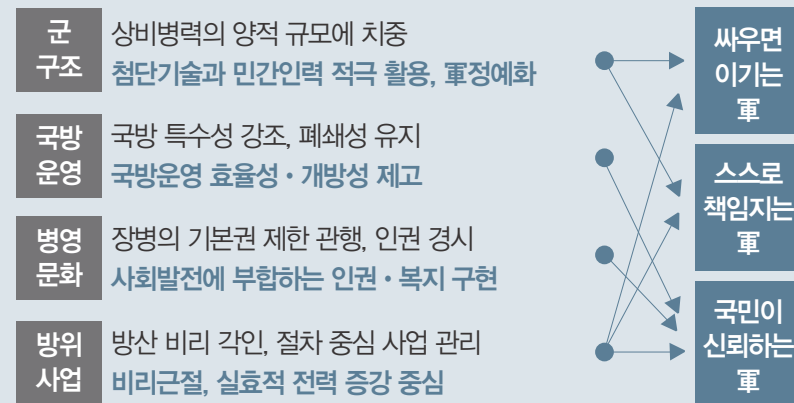 군
구조
상비병력의 양적 규모에 치중
첨단기술과 민간인력 적극 활용, 軍정예화
국방
운영
국방 특수성 강조, 폐쇄성 유지
국방운영 효율성·개방성 제고
병영
문화
장병의 기본권 제한 관행, 인권 경시
사회발전에 부합하는 인권·복지 구현
방위
사업
방산 비리 각인, 절차 중심 사업 관리
비리근절, 실효적 전력 증강 중심
싸우면
이기는
軍
스스로
책임지는
軍
국민이
신뢰하는
軍